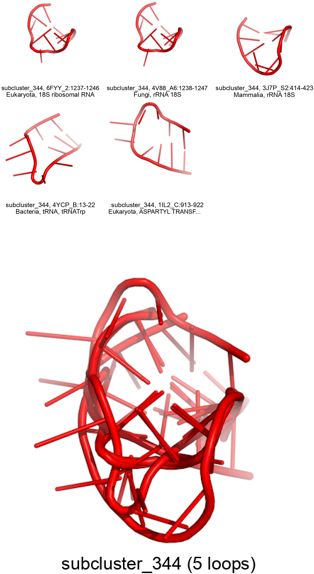 subcluster_344, 6FYY_2:1237-1246
Eukaryota, 18S ribosomal RNA
subcluster_344, 4V88_A6:1238-1247
Fungi, rRNA 18S
subcluster_344, 3J7P_S2:414-423
Mammalia, rRNA 18S
subcluster_344, 4YCP_B:13-22
Bacteria, tRNA, tRNATrp
subcluster_344, 1IL2_C:913-922
Eukaryota, ASPARTYL TRANSF...
subcluster_344 (5 loops)